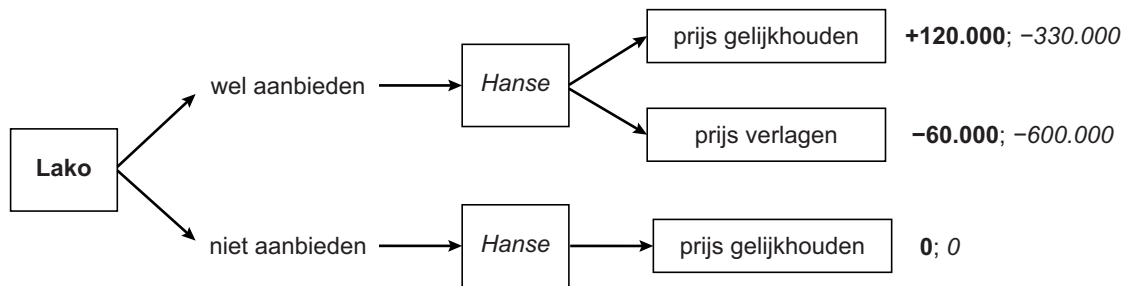 prijs gelijkhouden +120.000; −330.000
wel aanbieden Hanse
prijs verlagen −60.000; −600.000
Lako
niet aanbieden Hanse prijs gelijkhouden 0; 0